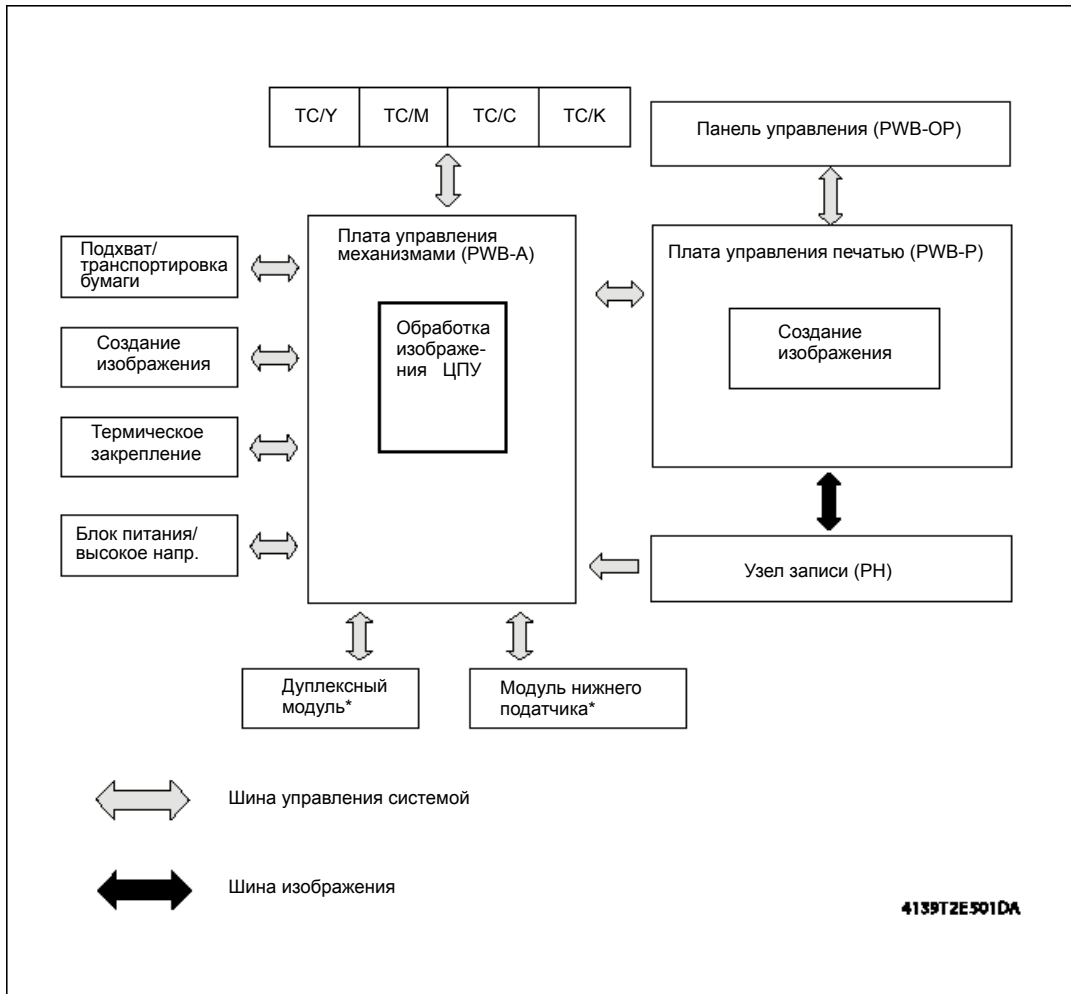 TC/Y TC/M TC/C TC/K
Панель управления (PWB-OP)
Подхват/
транспортировка
бумаги
Создание
изображения
Термическое
закрепление
Блок питания/
высокое напр.
Плата управления
механизмами (PWB-A)
Обработка
изображе-
ния ЦПУ
Плата управления печатью (PWB-P)
Создание
изображения
Узел записи (PH)
Дуплексный
модуль*
Модуль нижнего
податчика*
Шина управления системой
Шина изображения
4139T2E501DA